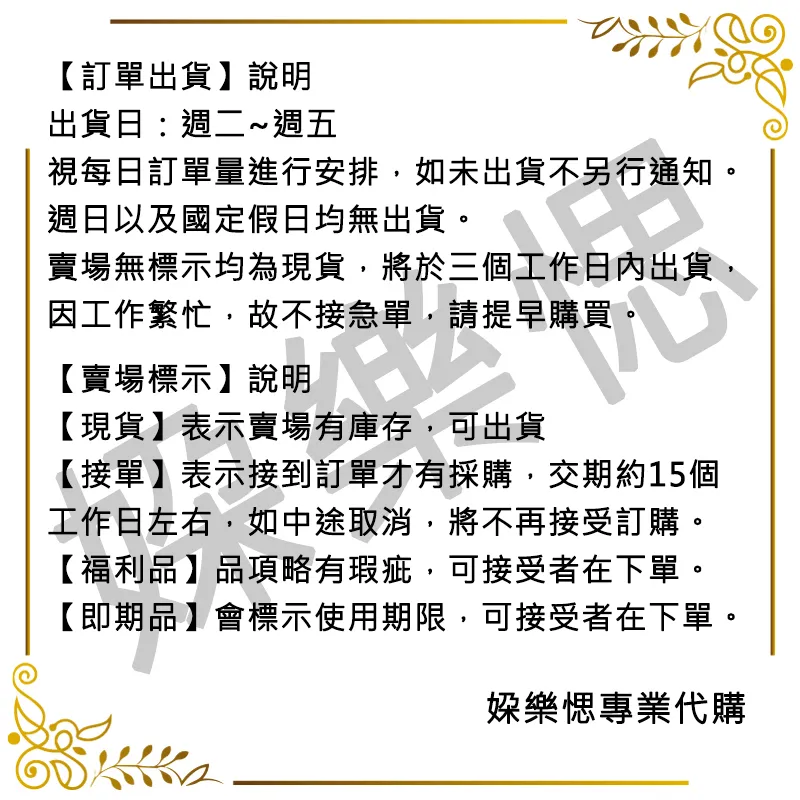 【訂單出貨】說明
出貨日：週二~週五
視每日訂單量進行安排，如未出貨不另行通知。
週日以及國定假日均無出貨。
賣場無標示均為現貨，將於三個工作日內出貨，
因工作繁忙，故不接急單，請提早購買。
【賣場標示】說明
【現貨】表示賣場有庫存，可出貨
【接單】表示接到訂單才有採購，交期約15個
工作日左右，如中途取消，將不再接受訂購。
【福利品】品項略有瑕疵，可接受者在下單。
【即期品】會標示使用期限，可接受者在下單。
媣樂愢專業代購
媣樂愢